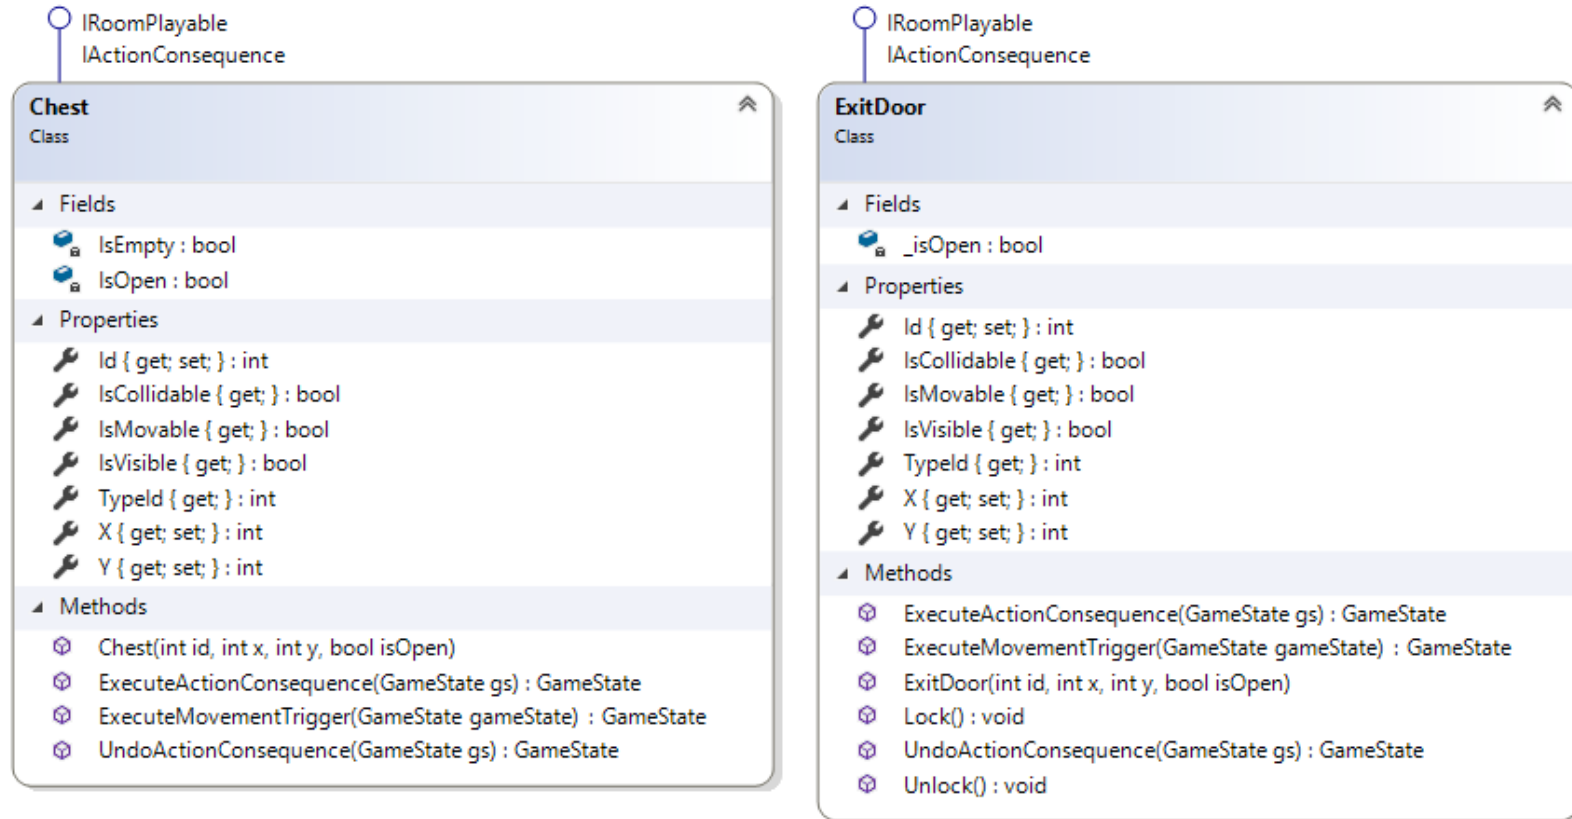 IRoomPlayable
IActionConsequence
Chest
Class
Fields
IsEmpty : bool
IsOpen : bool
Properties
Id { get; set; } : int
IsCollidable { get; } : bool
IsMovable { get; } : bool
IsVisible { get; } : bool
TypeId { get; } : int
X { get; set; } : int
Y { get; set; } : int
Methods
Chest(int id, int x, int y, bool isOpen)
ExecuteActionConsequence(GameState gs) : GameState
ExecuteMovementTrigger(GameState gameState) : GameState
UndoActionConsequence(GameState gs) : GameState
IRoomPlayable
IActionConsequence
ExitDoor
Class
Fields
_isOpen : bool
Properties
Id { get; set; } : int
IsCollidable { get; } : bool
IsMovable { get; } : bool
IsVisible { get; } : bool
TypeId { get; } : int
X { get; set; } : int
Y { get; set; } : int
Methods
ExecuteActionConsequence(GameState gs) : GameState
ExecuteMovementTrigger(GameState gameState) : GameState
ExitDoor(int id, int x, int y, bool isOpen)
Lock() : void
UndoActionConsequence(GameState gs) : GameState
Unlock() : void